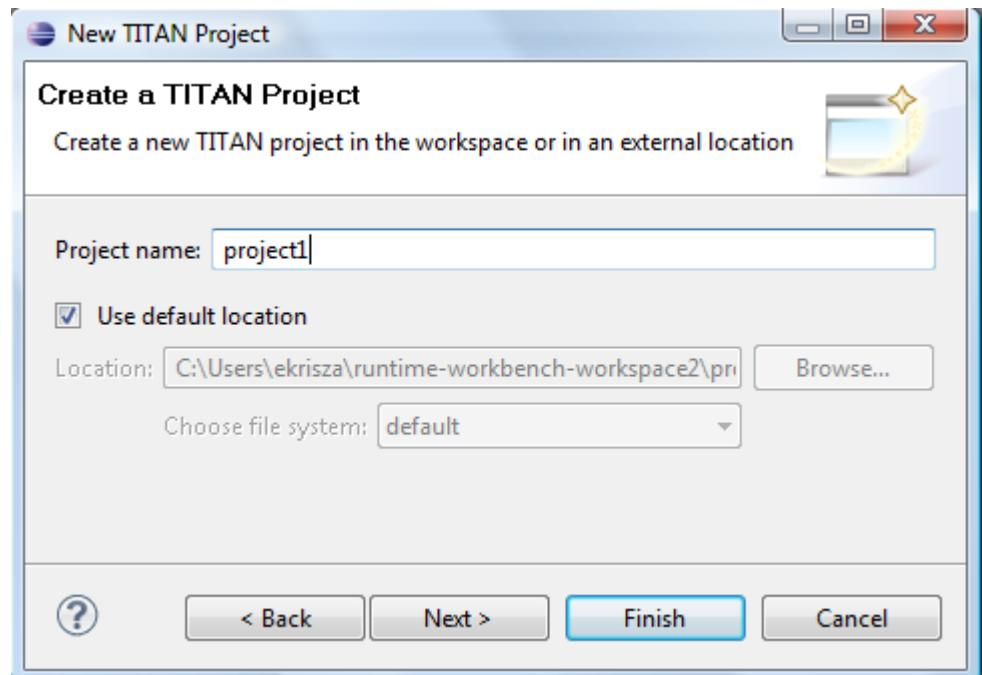 New TITAN Project
Create a TITAN Project
Create a new TITAN project in the workspace or in an external location
Project name: project1
Use default location
Location: C:\Users\ekrisza\runtime-workbench-workspace2\pr Browse...
Choose file system: default
< Back Next > Finish Cancel